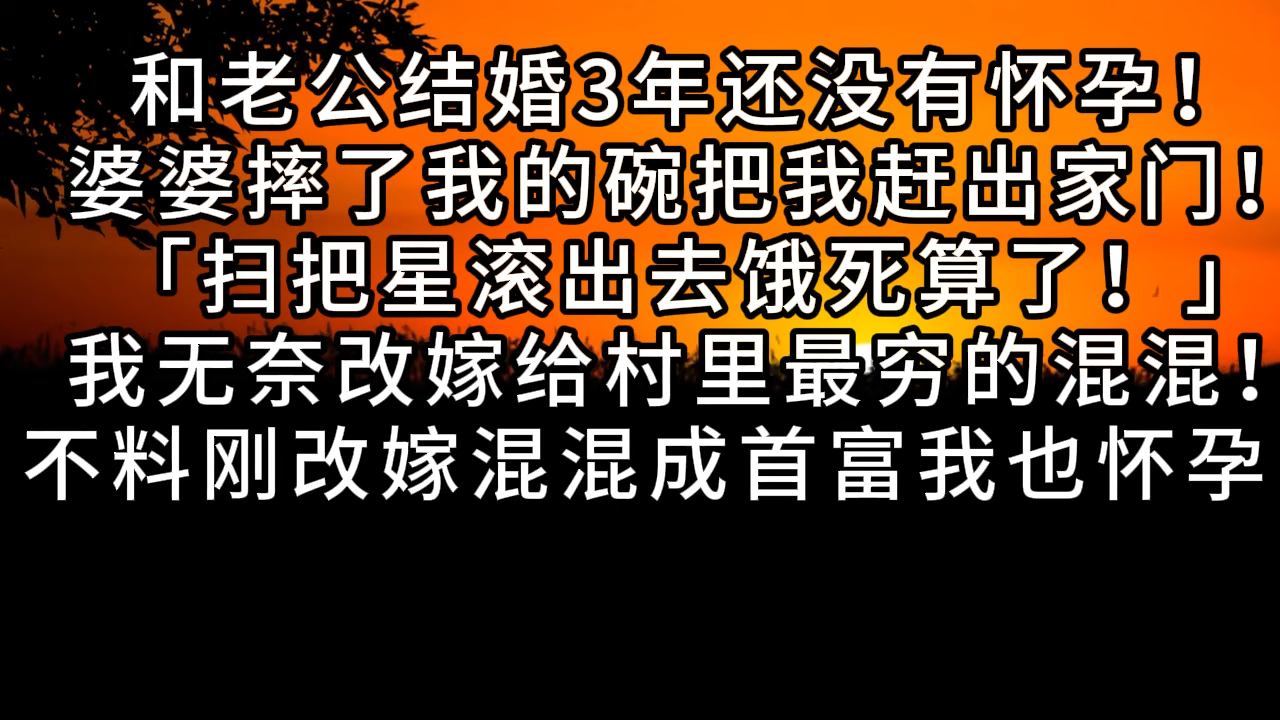 和老公结婚3年还没有怀孕！
婆婆摔了我的碗把我赶出家门！
「扫把星滚出去饿死算了！」
我无奈改嫁给村里最穷的混混！
不料刚改嫁混混成首富我也怀孕